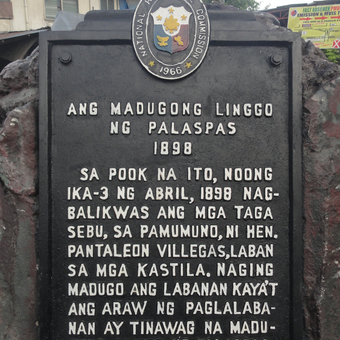 NATIONAL
COMMISSION
1966
ANG MADUGONG LINGGO
NG PALASPAS
1898
SA POOK NA ITO, NOONG
IKA-3 NG ABRIL, 1898 NAG-
BALIKWAS ANG MGA TAGA
SEBU, SA PAMUMUNO, NI HEN.
PANTALEON VILLEGAS, LABAN
SA MGA KASTILA. NAGING
MADUGO ANG LABANAN KAYA'T
ANG ARAW NG PAGLALABA-
NAN AY TINAWAG NA MADU-